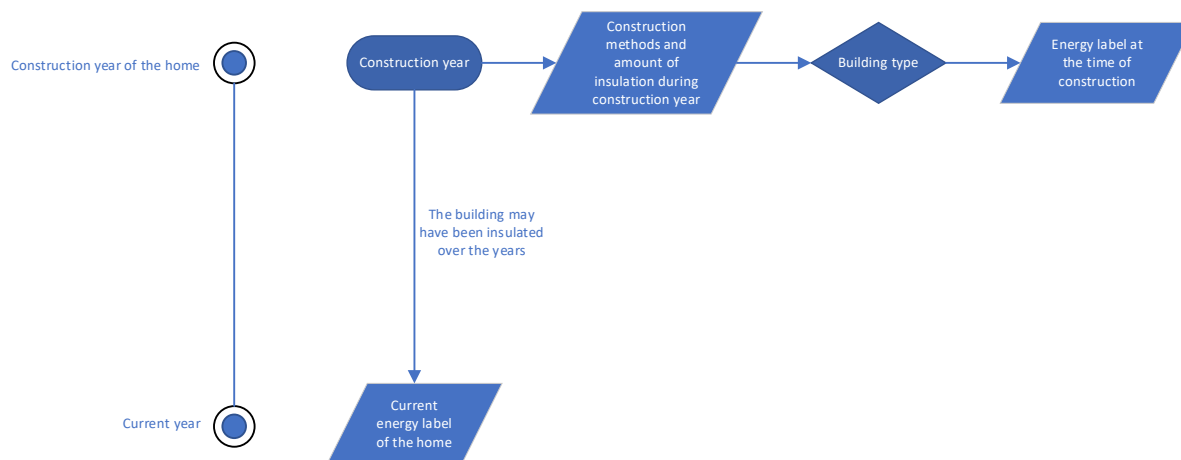 Construction year of the home
Construction year
Construction
methods and
amount of
insulation during
construction year
Building type
Energy label at
the time of
construction
The building may
have been insulated
over the years
Current year
Current
energy label
of the home